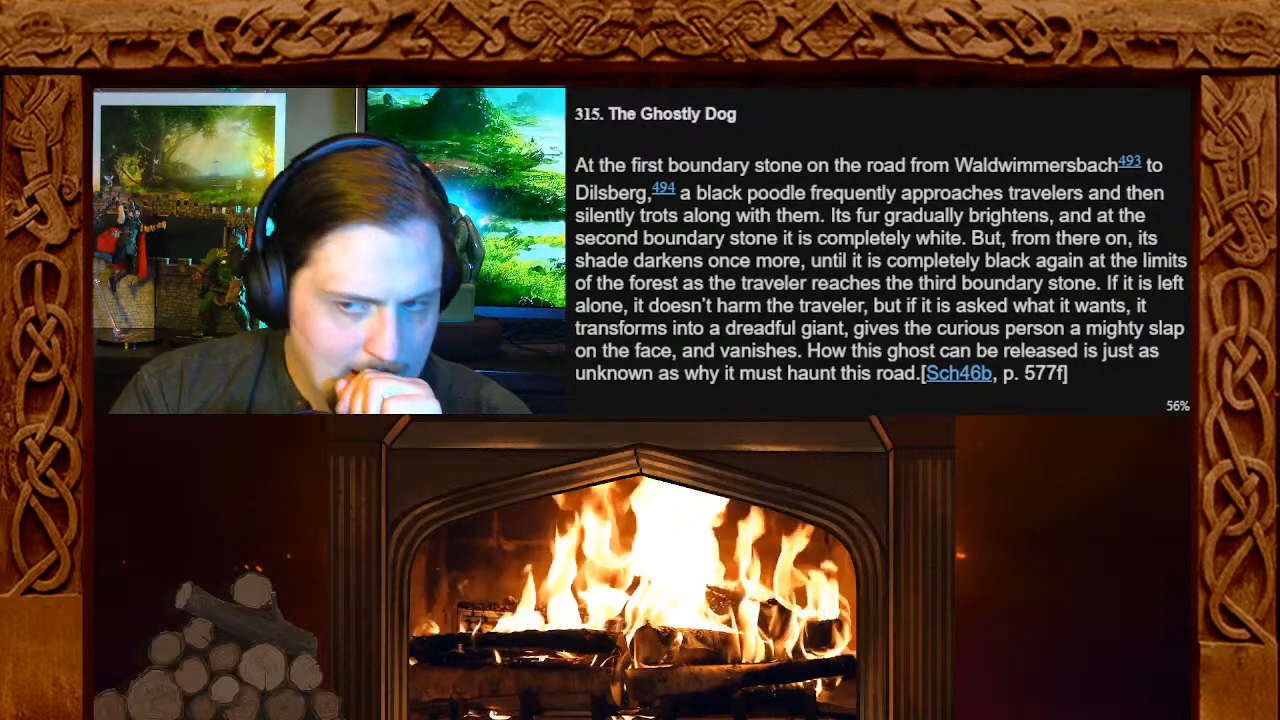 315. The Ghostly Dog
At the first boundary stone on the road from Waldwimmersbach493 to
Dilsberg,494 a black poodle frequently approaches travelers and then
silently trots along with them. Its fur gradually brightens, and at the
second boundary stone it is completely white. But, from there on, its
shade darkens once more, until it is completely black again at the limits
of the forest as the traveler reaches the third boundary stone. If it is left
alone, it doesn't harm the traveler, but if it is asked what it wants, it
transforms into a dreadful giant, gives the curious person a mighty slap
on the face, and vanishes. How this ghost can be released is just as
unknown as why it must haunt this road.[Sch46b, p. 577f]
56%